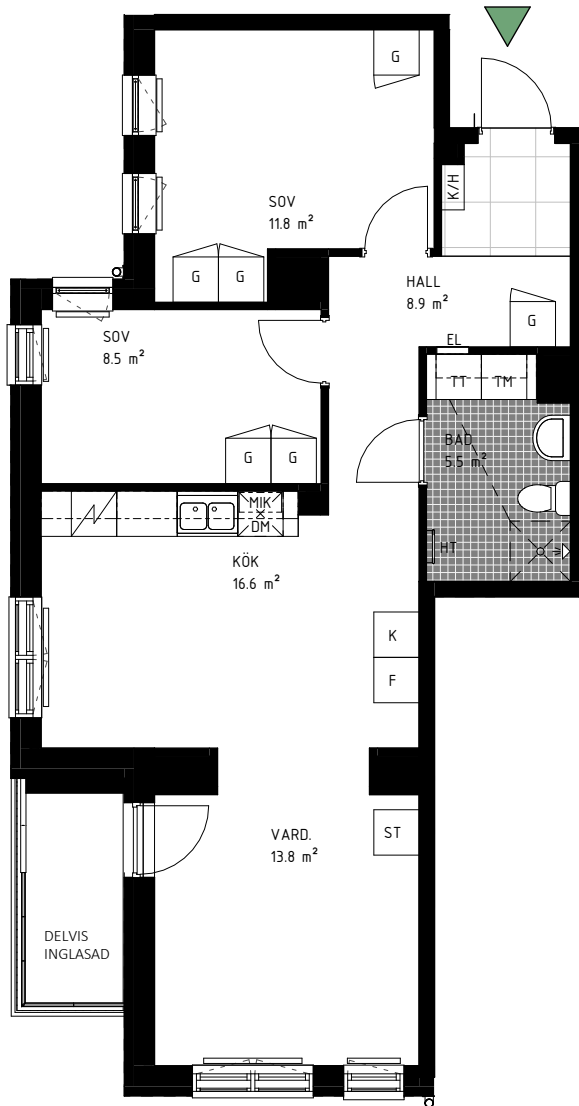 G
K/H
SOV
11.8 m²
G
G
HALL
8.9 m²
G
SOV
8.5 m²
EL
TT
TM
BAD
5.5 m²
G
G
MIK
DM
HT
KÖK
16.6 m²
K
F
ST
VARD.
13.8 m²
DELVIS
INGLASAD